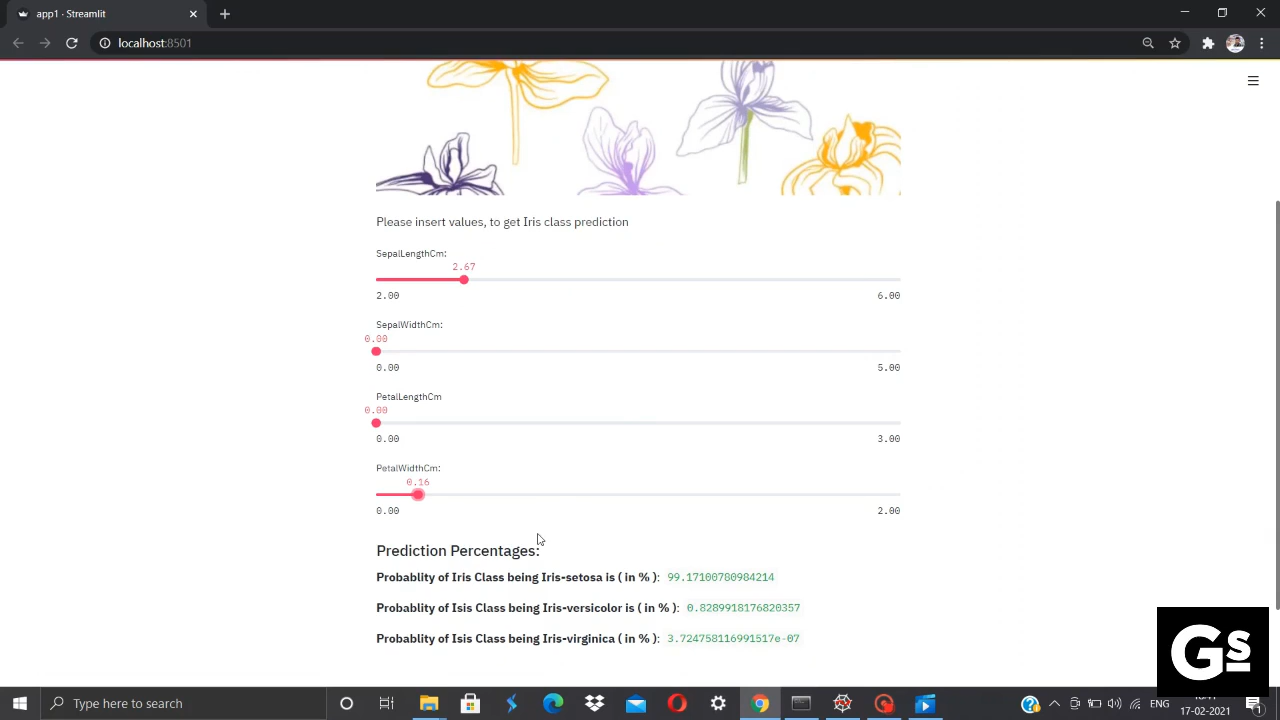 app1 · Streamlit
localhost:8501
Please insert values, to get Iris class prediction
SepalLengthCm:
2.67
2.00 6.00
SepalWidthCm:
0.00
0.00 5.00
PetalLengthCm
0.00
0.00 3.00
PetalWidthCm:
0.16
0.00 2.00
Prediction Percentages:
Probablity of Iris Class being Iris-setosa is ( in % ): 99.17100780984214
Probablity of Isis Class being Iris-versicolor is ( in % ): 0.8289918176820357
Probablity of Isis Class being Iris-virginica ( in % ): 3.724758116991517e-07
Gs
Type here to search
ENG
17-02-2021